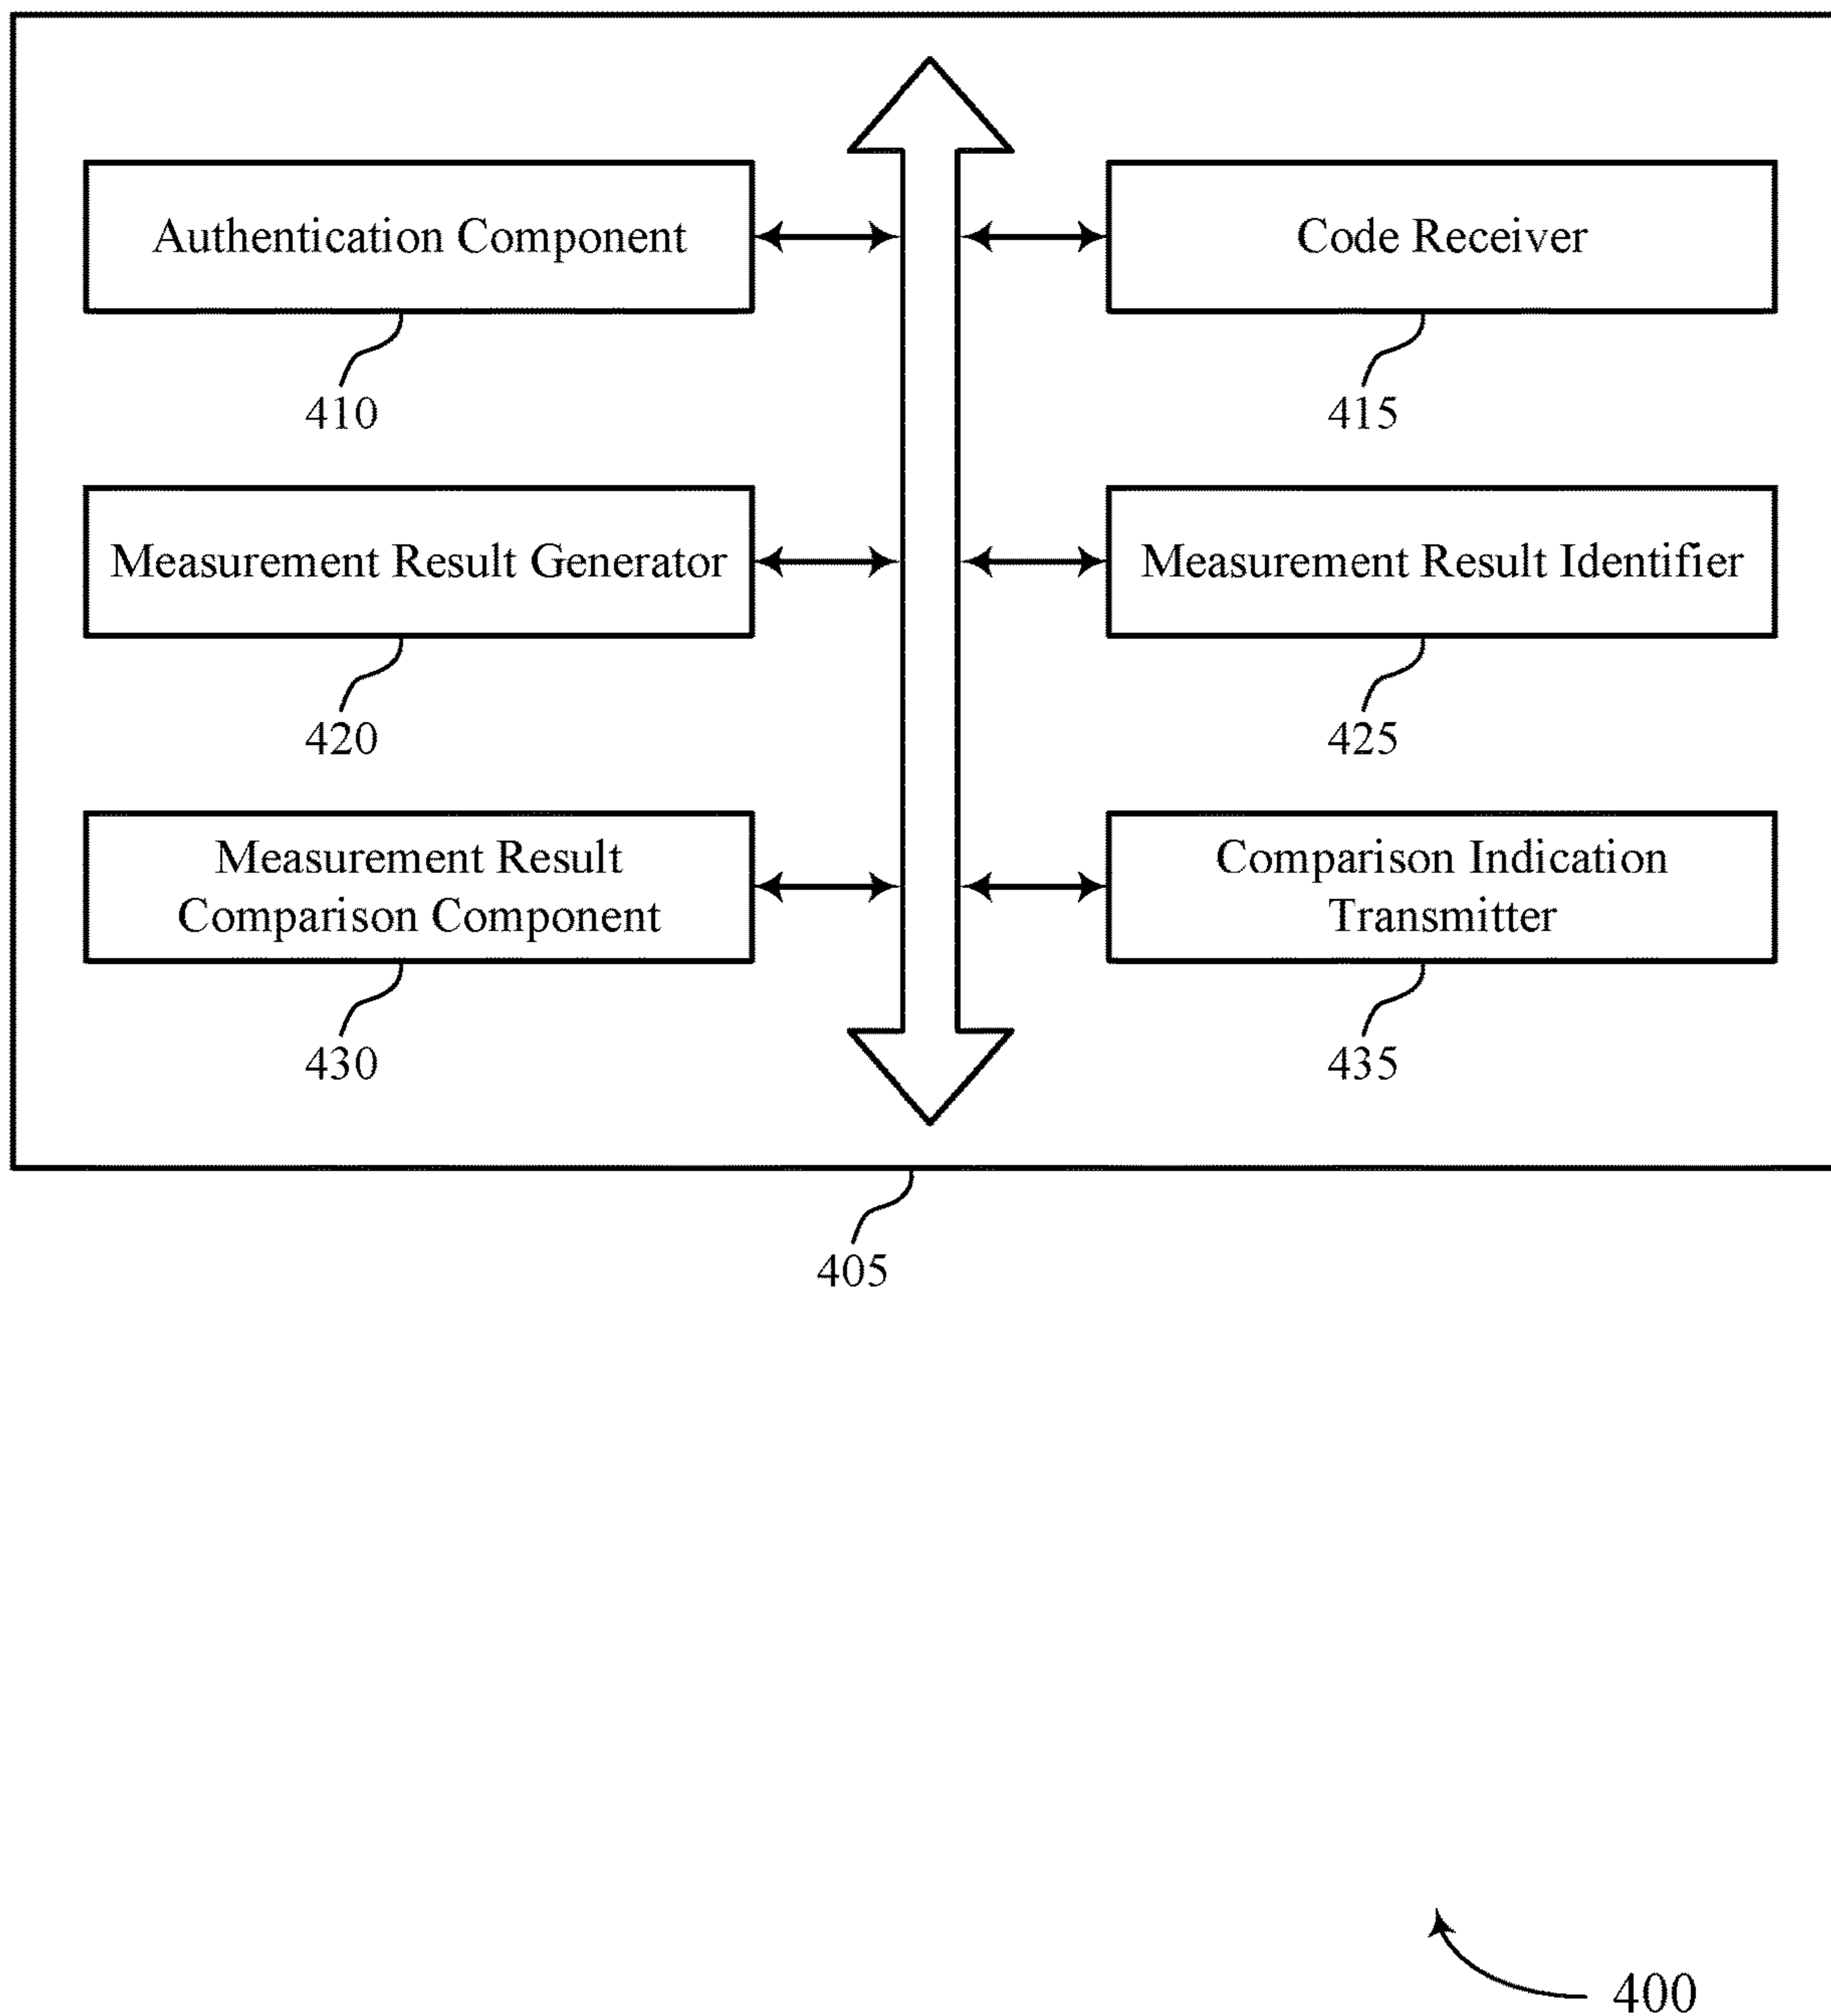 Authentication Component
410
Code Receiver
415
Measurement Result Generator
420
Measurement Result Identifier
425
Measurement Result
Comparison Component
430
Comparison Indication
Transmitter
435
405
400